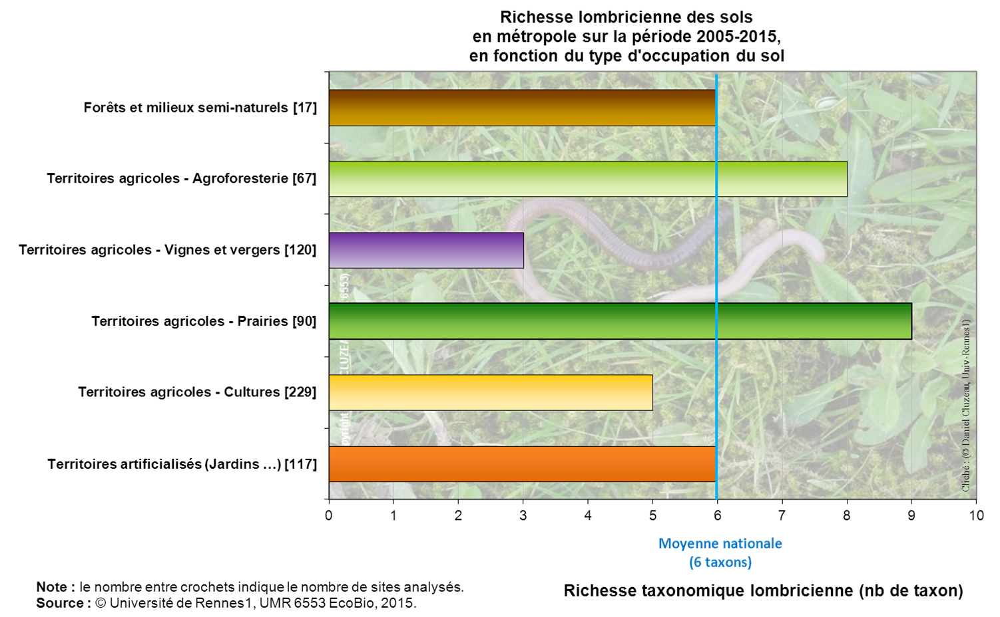 Richesse lombricienne des sols
en métropole sur la période 2005-2015,
en fonction du type d'occupation du sol
Forêts et milieux semi-naturels [17]
Territoires agricoles - Agroforesterie [67]
Territoires agricoles - Vignes et vergers [120]
Territoires agricoles - Prairies [90]
Territoires agricoles - Cultures [229]
Territoires artificialisés (Jardins …) [117]
6553)
Cliché : (© Daniel Cluzeau, Univ-Rennes1)
0 1 2 3 4 5 6 7 8 9 10
Moyenne nationale
(6 taxons)
Richesse taxonomique lombricienne (nb de taxon)
Note : le nombre entre crochets indique le nombre de sites analysés.
Source : © Université de Rennes1, UMR 6553 EcoBio, 2015.